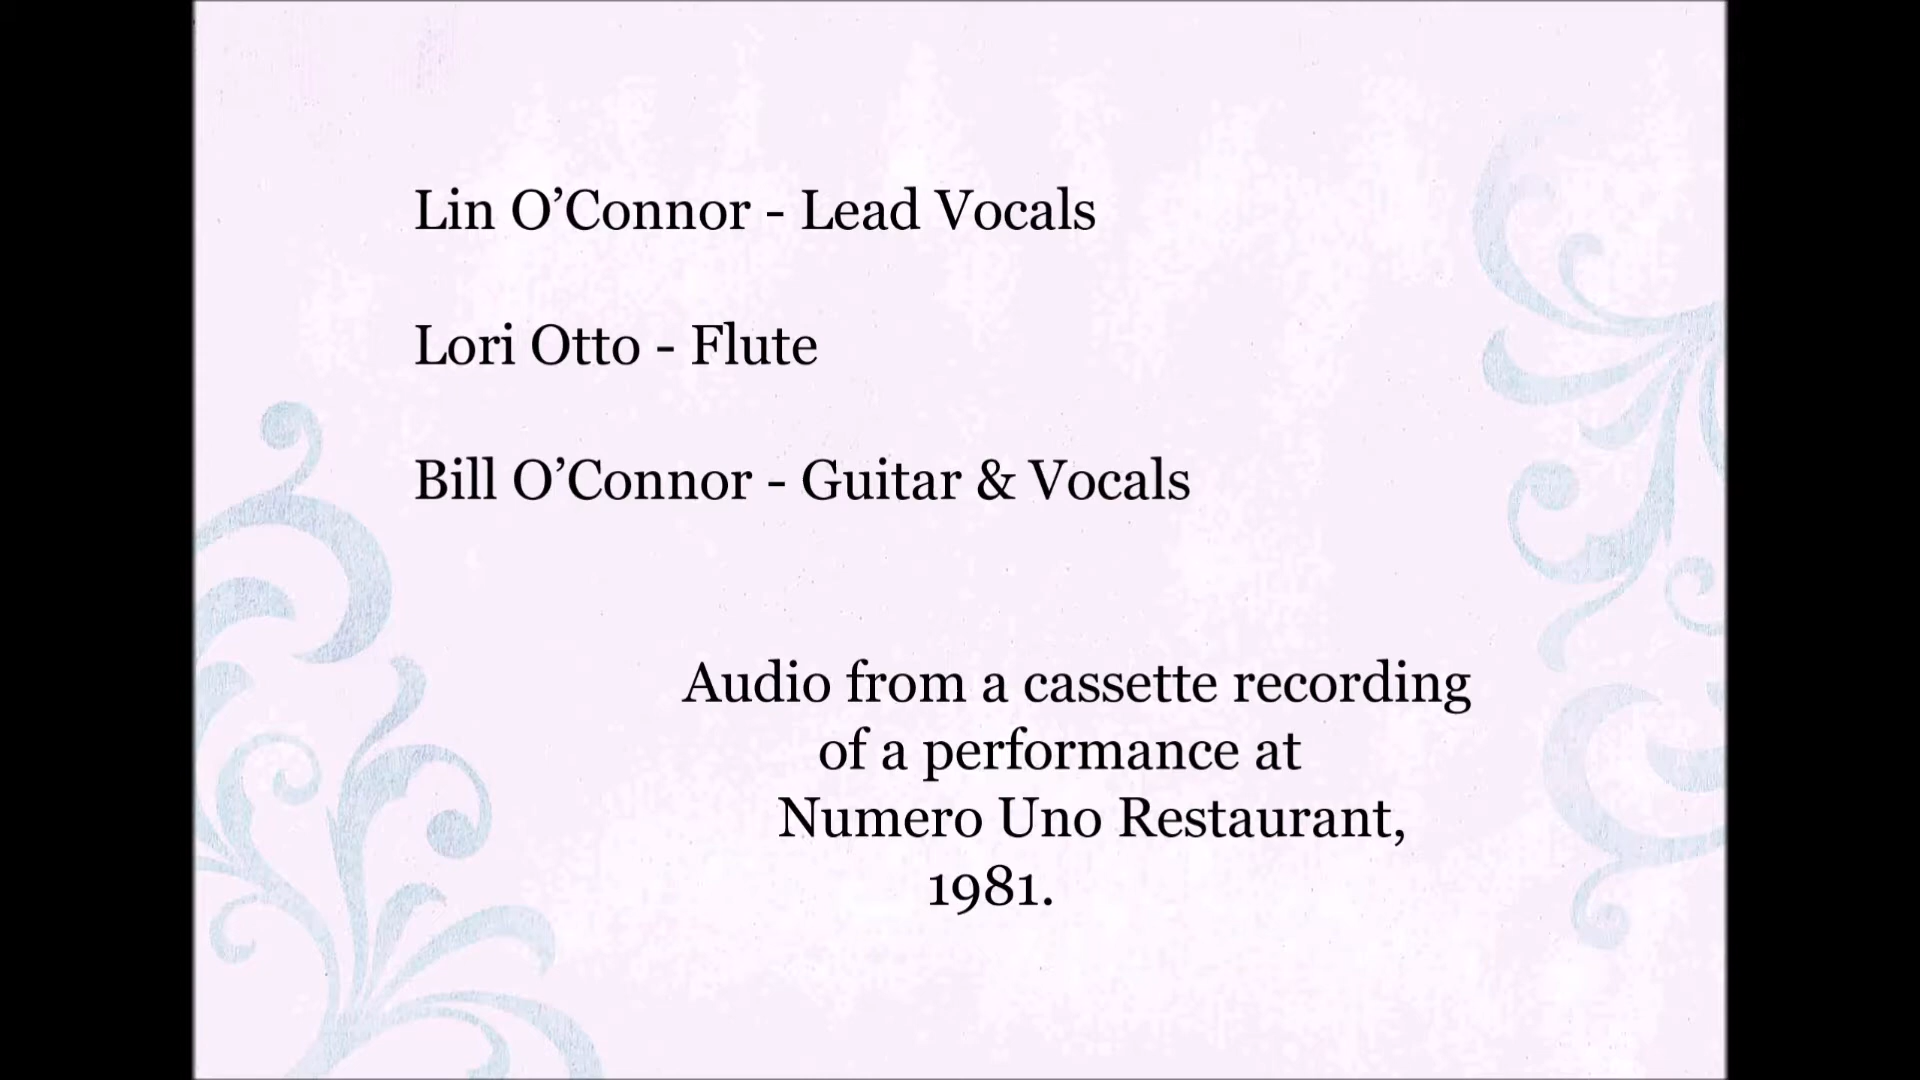 Lin O’Connor - Lead Vocals
Lori Otto - Flute
Bill O’Connor - Guitar & Vocals
Audio from a cassette recording
of a performance at
Numero Uno Restaurant,
1981.